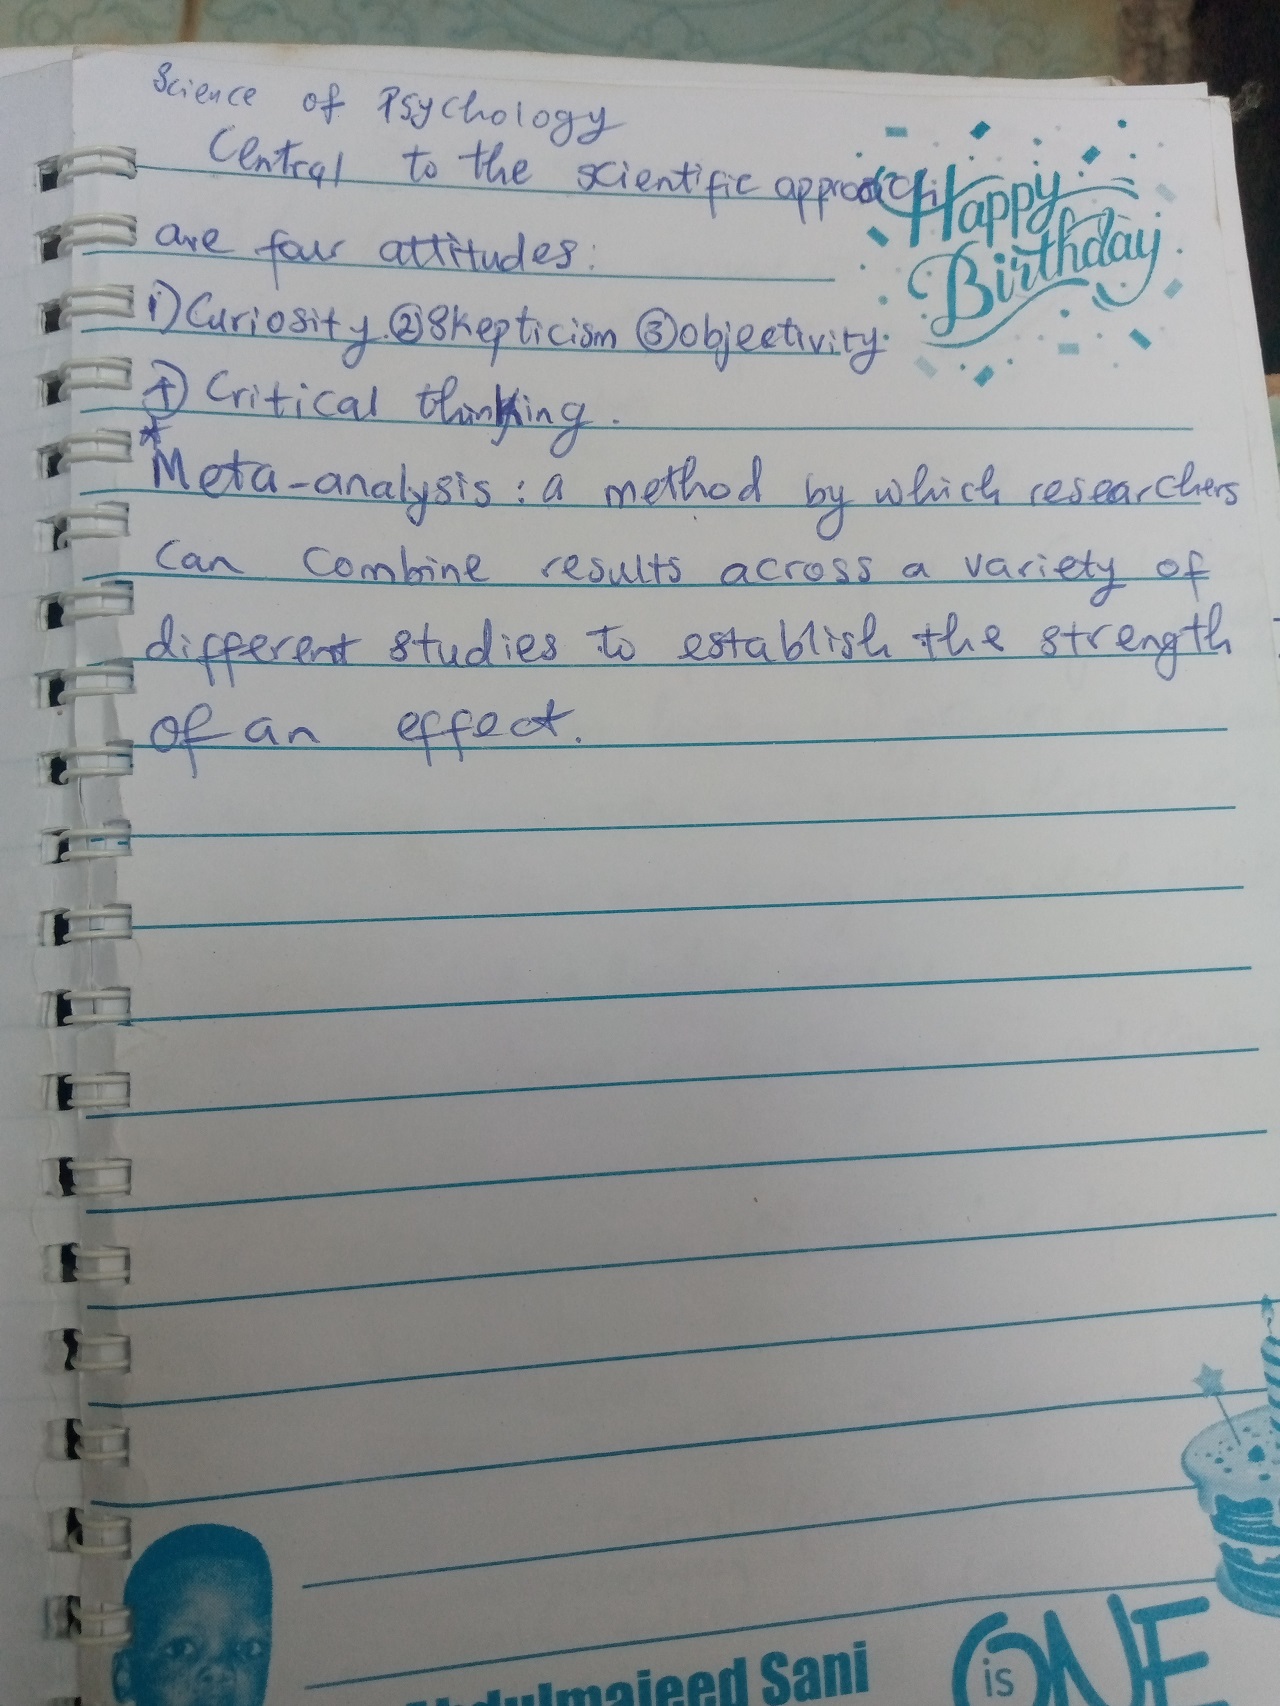 Science of Psychology
Central to the scientific approach
are four attitudes:
i) Curiosity. ② Skepticism ③ objectivity.
④ Critical thinking.
* Meta-analysis: a method by which researchers
can combine results across a variety of
different studies to establish the strength
of an effect.
Happy
Birthday
Abdulmajeed Sani
is ONE